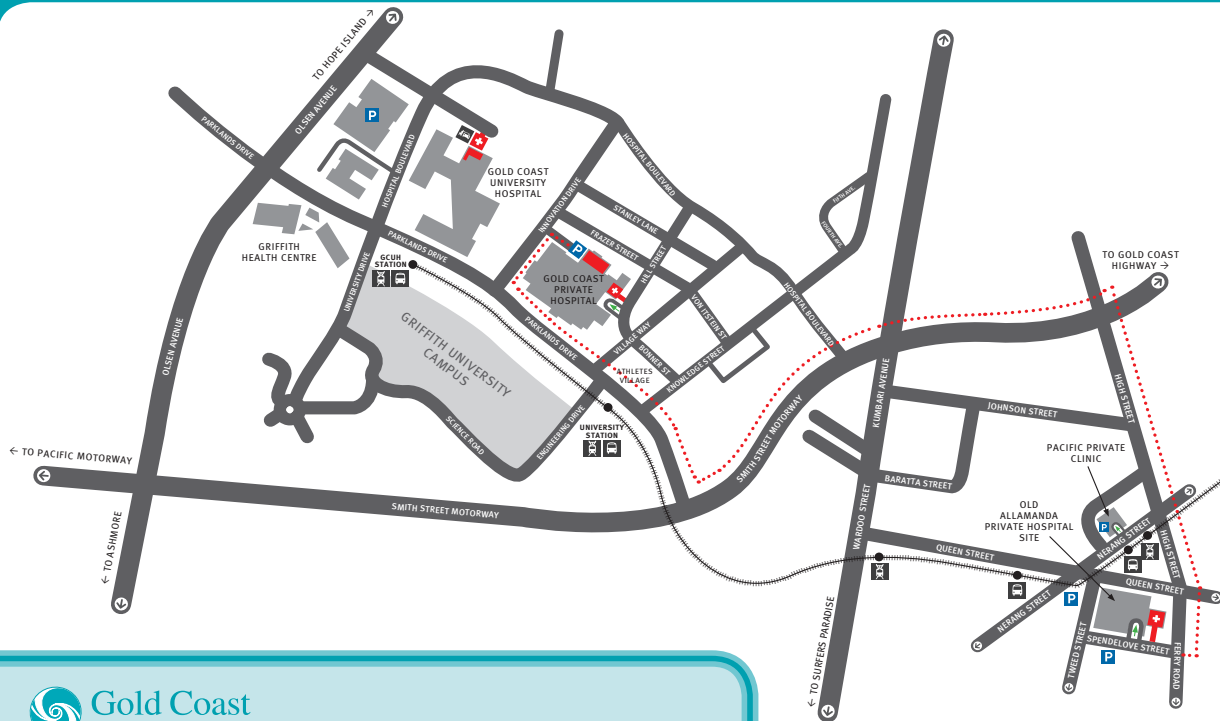 TO HOPE ISLAND →
OLSEN AVENUE
PARKLANDS DRIVE
P
HOSPITAL BOULEVARD
GOLD COAST
UNIVERSITY
HOSPITAL
GRIFFITH
HEALTH CENTRE
UNIVERSITY DRIVE
GCUH
STATION
PARKLANDS DRIVE
INNOVATION DRIVE
HOSPITAL BOULEVARD
STANLEY LANE
FRAZER STREET
HILL STREET
P
GOLD COAST
PRIVATE
HOSPITAL
VON ITSTEIN ST
HOSPITAL BOULEVARD
FIFTH AVE.
FOURTH AVE.
TO GOLD COAST
HIGHWAY →
PARKLANDS DRIVE
VILLAGE WAY
BONNER ST
KNOWLEDGE STREET
ATHLETES
VILLAGE
GRIFFITH UNIVERSITY
CAMPUS
OLSEN AVENUE
SCIENCE ROAD
ENGINEERING DRIVE
UNIVERSITY
STATION
SMITH STREET MOTORWAY
KUMBARI AVENUE
JOHNSON STREET
HIGH STREET
← TO PACIFIC MOTORWAY
SMITH STREET MOTORWAY
BARATTA STREET
PACIFIC PRIVATE
CLINIC
P
OLD
ALLAMANDA
PRIVATE HOSPITAL
SITE
← TO ASHMORE
WARDOO STREET
QUEEN STREET
NERANG STREET
HIGH STREET
QUEEN STREET
P
NERANG STREET
TWEED STREET
SPENDELOVE STREET
P
FERRY ROAD
← TO SURFERS PARADISE
Gold Coast